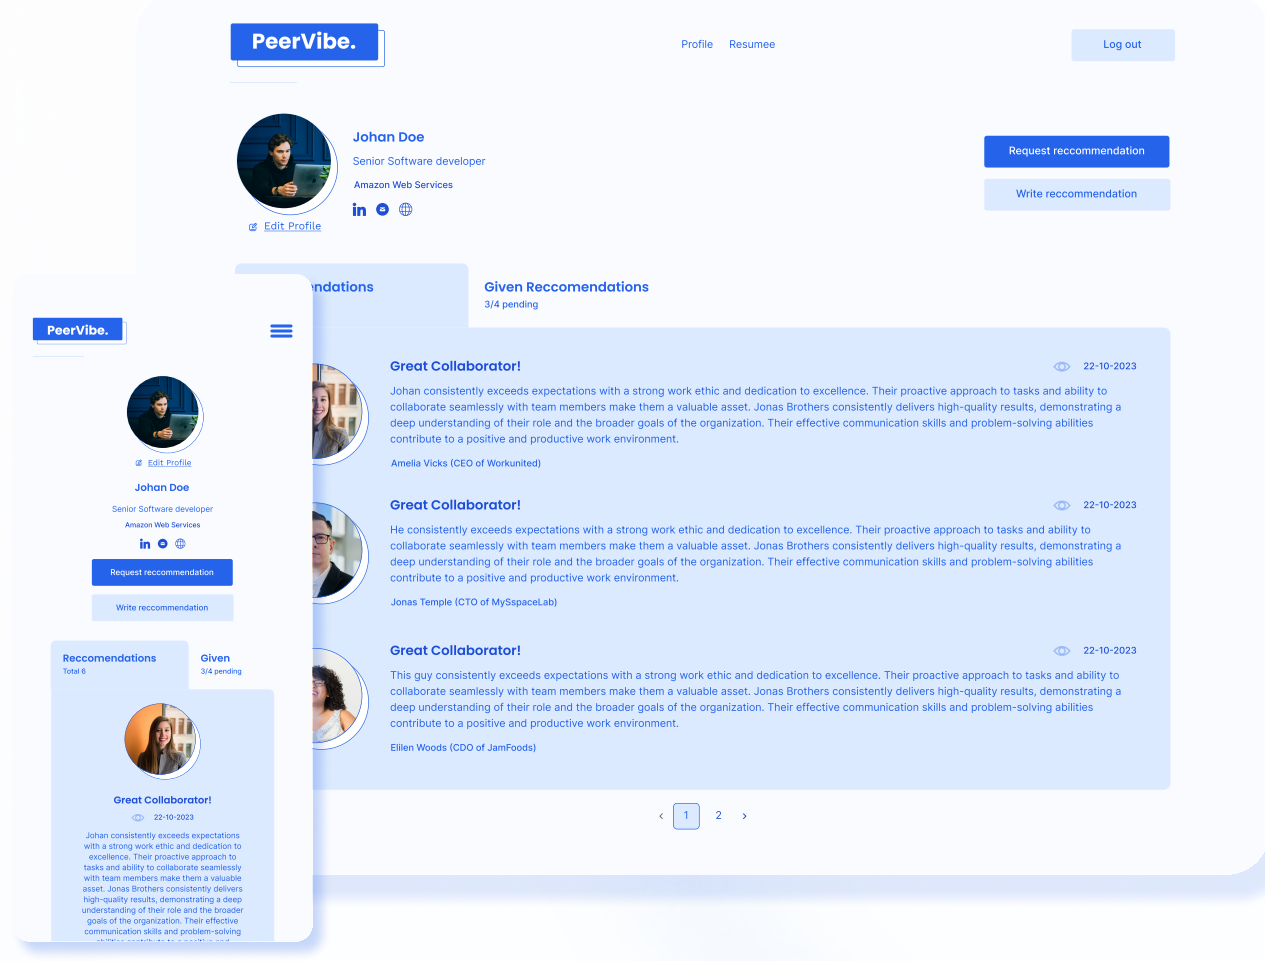 PeerVibe.
Profile
Resumee
Log out
Johan Doe
Senior Software developer
Amazon Web Services
Edit Profile
Request reccommendation
Write reccommendation
ndations
Given Reccomendations
3/4 pending
Great Collaborator!
22-10-2023
Johan consistently exceeds expectations with a strong work ethic and dedication to excellence. Their proactive approach to tasks and ability to
collaborate seamlessly with team members make them a valuable asset. Jonas Brothers consistently delivers high-quality results, demonstrating a
deep understanding of their role and the broader goals of the organization. Their effective communication skills and problem-solving abilities
contribute to a positive and productive work environment.
Amelia Vicks (CEO of Workunited)
Great Collaborator!
22-10-2023
He consistently exceeds expectations with a strong work ethic and dedication to excellence. Their proactive approach to tasks and ability to
collaborate seamlessly with team members make them a valuable asset. Jonas Brothers consistently delivers high-quality results, demonstrating a
deep understanding of their role and the broader goals of the organization. Their effective communication skills and problem-solving abilities
contribute to a positive and productive work environment.
Jonas Temple (CTO of MySspaceLab)
Great Collaborator!
22-10-2023
This guy consistently exceeds expectations with a strong work ethic and dedication to excellence. Their proactive approach to tasks and ability to
collaborate seamlessly with team members make them a valuable asset. Jonas Brothers consistently delivers high-quality results, demonstrating a
deep understanding of their role and the broader goals of the organization. Their effective communication skills and problem-solving abilities
contribute to a positive and productive work environment.
Elilen Woods (CDO of JamFoods)
‹ 1 2 ›
PeerVibe.
Edit Profile
Johan Doe
Senior Software developer
Amazon Web Services
Request reccommendation
Write reccommendation
Reccomendations
Total 6
Given
3/4 pending
Great Collaborator!
22-10-2023
Johan consistently exceeds expectations
with a strong work ethic and dedication to
excellence. Their proactive approach to
tasks and ability to collaborate seamlessly
with team members make them a valuable
asset. Jonas Brothers consistently delivers
high-quality results, demonstrating a deep
understanding of their role and the broader
goals of the organization. Their effective
communication skills and problem-solving
abilities contribute to a positive and